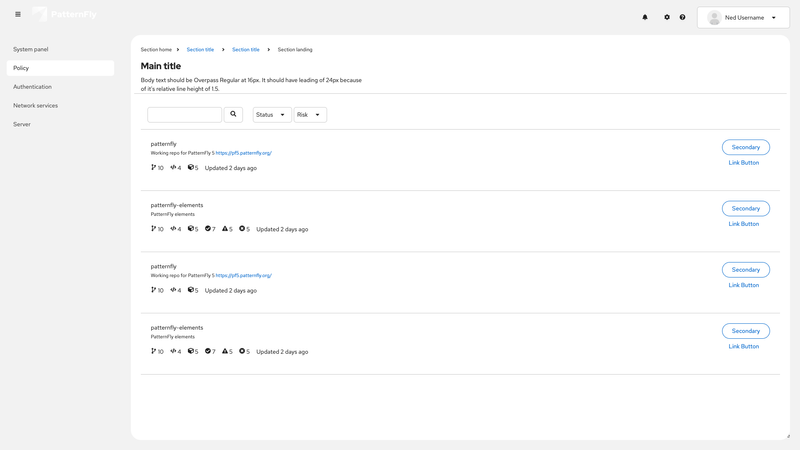 PatternFly
Ned Username
System panel
Policy
Authentication
Network services
Server
Section home
Section title
Section title
Section landing
Main title
Body text should be Overpass Regular at 16px. It should have leading of 24px because
of it's relative line height of 1.5.
Status
Risk
patternfly
Working repo for PatternFly 5 https://pf5.patternfly.org/
10 4 5 Updated 2 days ago
Secondary
Link Button
patternfly-elements
PatternFly elements
10 4 5 7 5 5 Updated 2 days ago
Secondary
Link Button
patternfly
Working repo for PatternFly 5 https://pf5.patternfly.org/
10 4 5 Updated 2 days ago
Secondary
Link Button
patternfly-elements
PatternFly elements
10 4 5 7 5 5 Updated 2 days ago
Secondary
Link Button